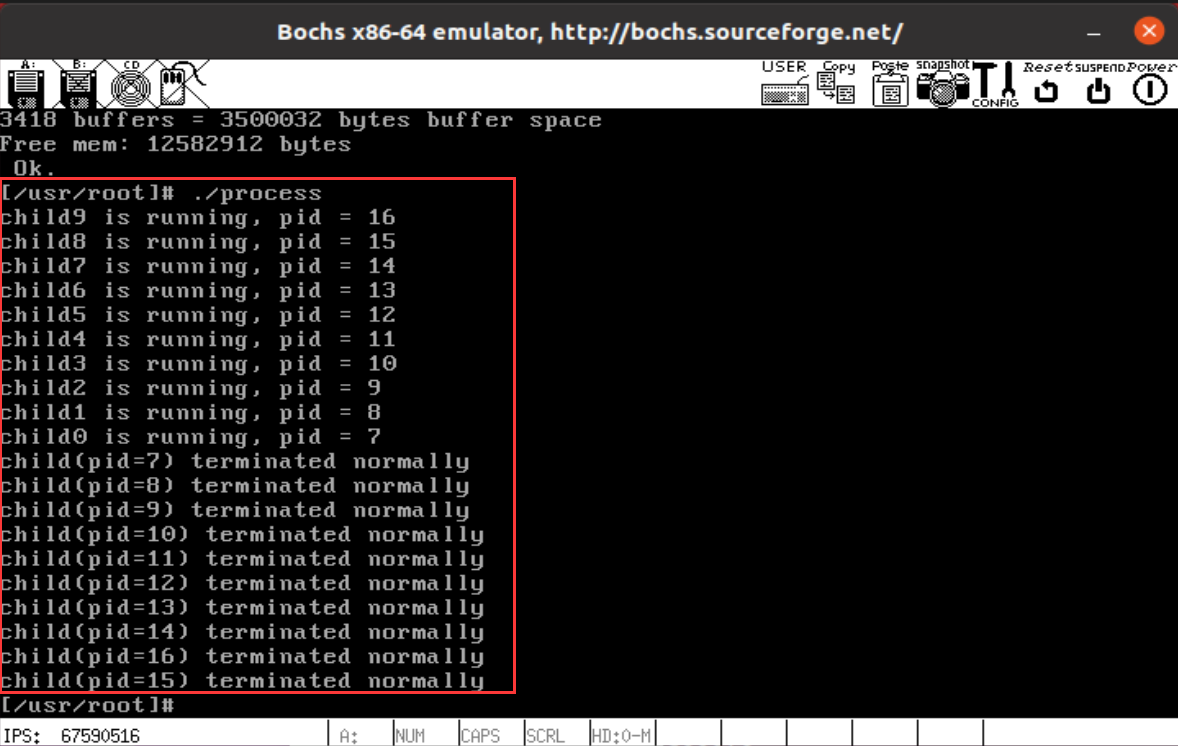 Bochs x86-64 emulator, http://bochs.sourceforge.net/
A: B: CD USER Copy Paste snapshot CONFIG Reset SUSPEND Power
3418 buffers = 3500032 bytes buffer space
Free mem: 12582912 bytes
Ok.
[/usr/root]# ./process
child9 is running, pid = 16
child8 is running, pid = 15
child7 is running, pid = 14
child6 is running, pid = 13
child5 is running, pid = 12
child4 is running, pid = 11
child3 is running, pid = 10
child2 is running, pid = 9
child1 is running, pid = 8
child0 is running, pid = 7
child(pid=7) terminated normally
child(pid=8) terminated normally
child(pid=9) terminated normally
child(pid=10) terminated normally
child(pid=11) terminated normally
child(pid=12) terminated normally
child(pid=13) terminated normally
child(pid=14) terminated normally
child(pid=16) terminated normally
child(pid=15) terminated normally
[/usr/root]#
IPS: 67590516 A: NUM CAPS SCRL HD:0-M